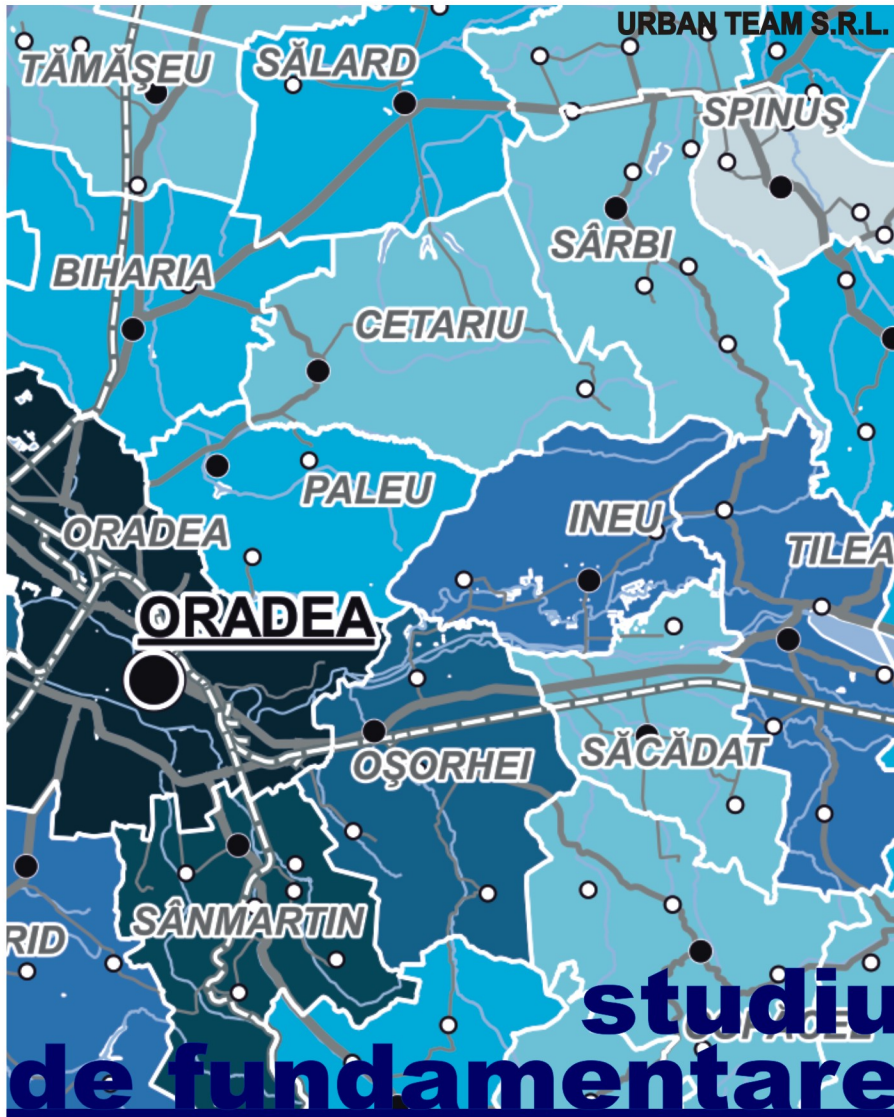 URBAN TEAM S.R.L.
TĂMĂŞEU
SĂLARD
SPINUŞ
SÂRBI
BIHARIA
CETARIU
PALEU
INEU
ORADEA
TILEA
ORADEA
OŞORHEI
SĂCĂDAT
SÂNMARTIN
RID
studiu
de fundamentare